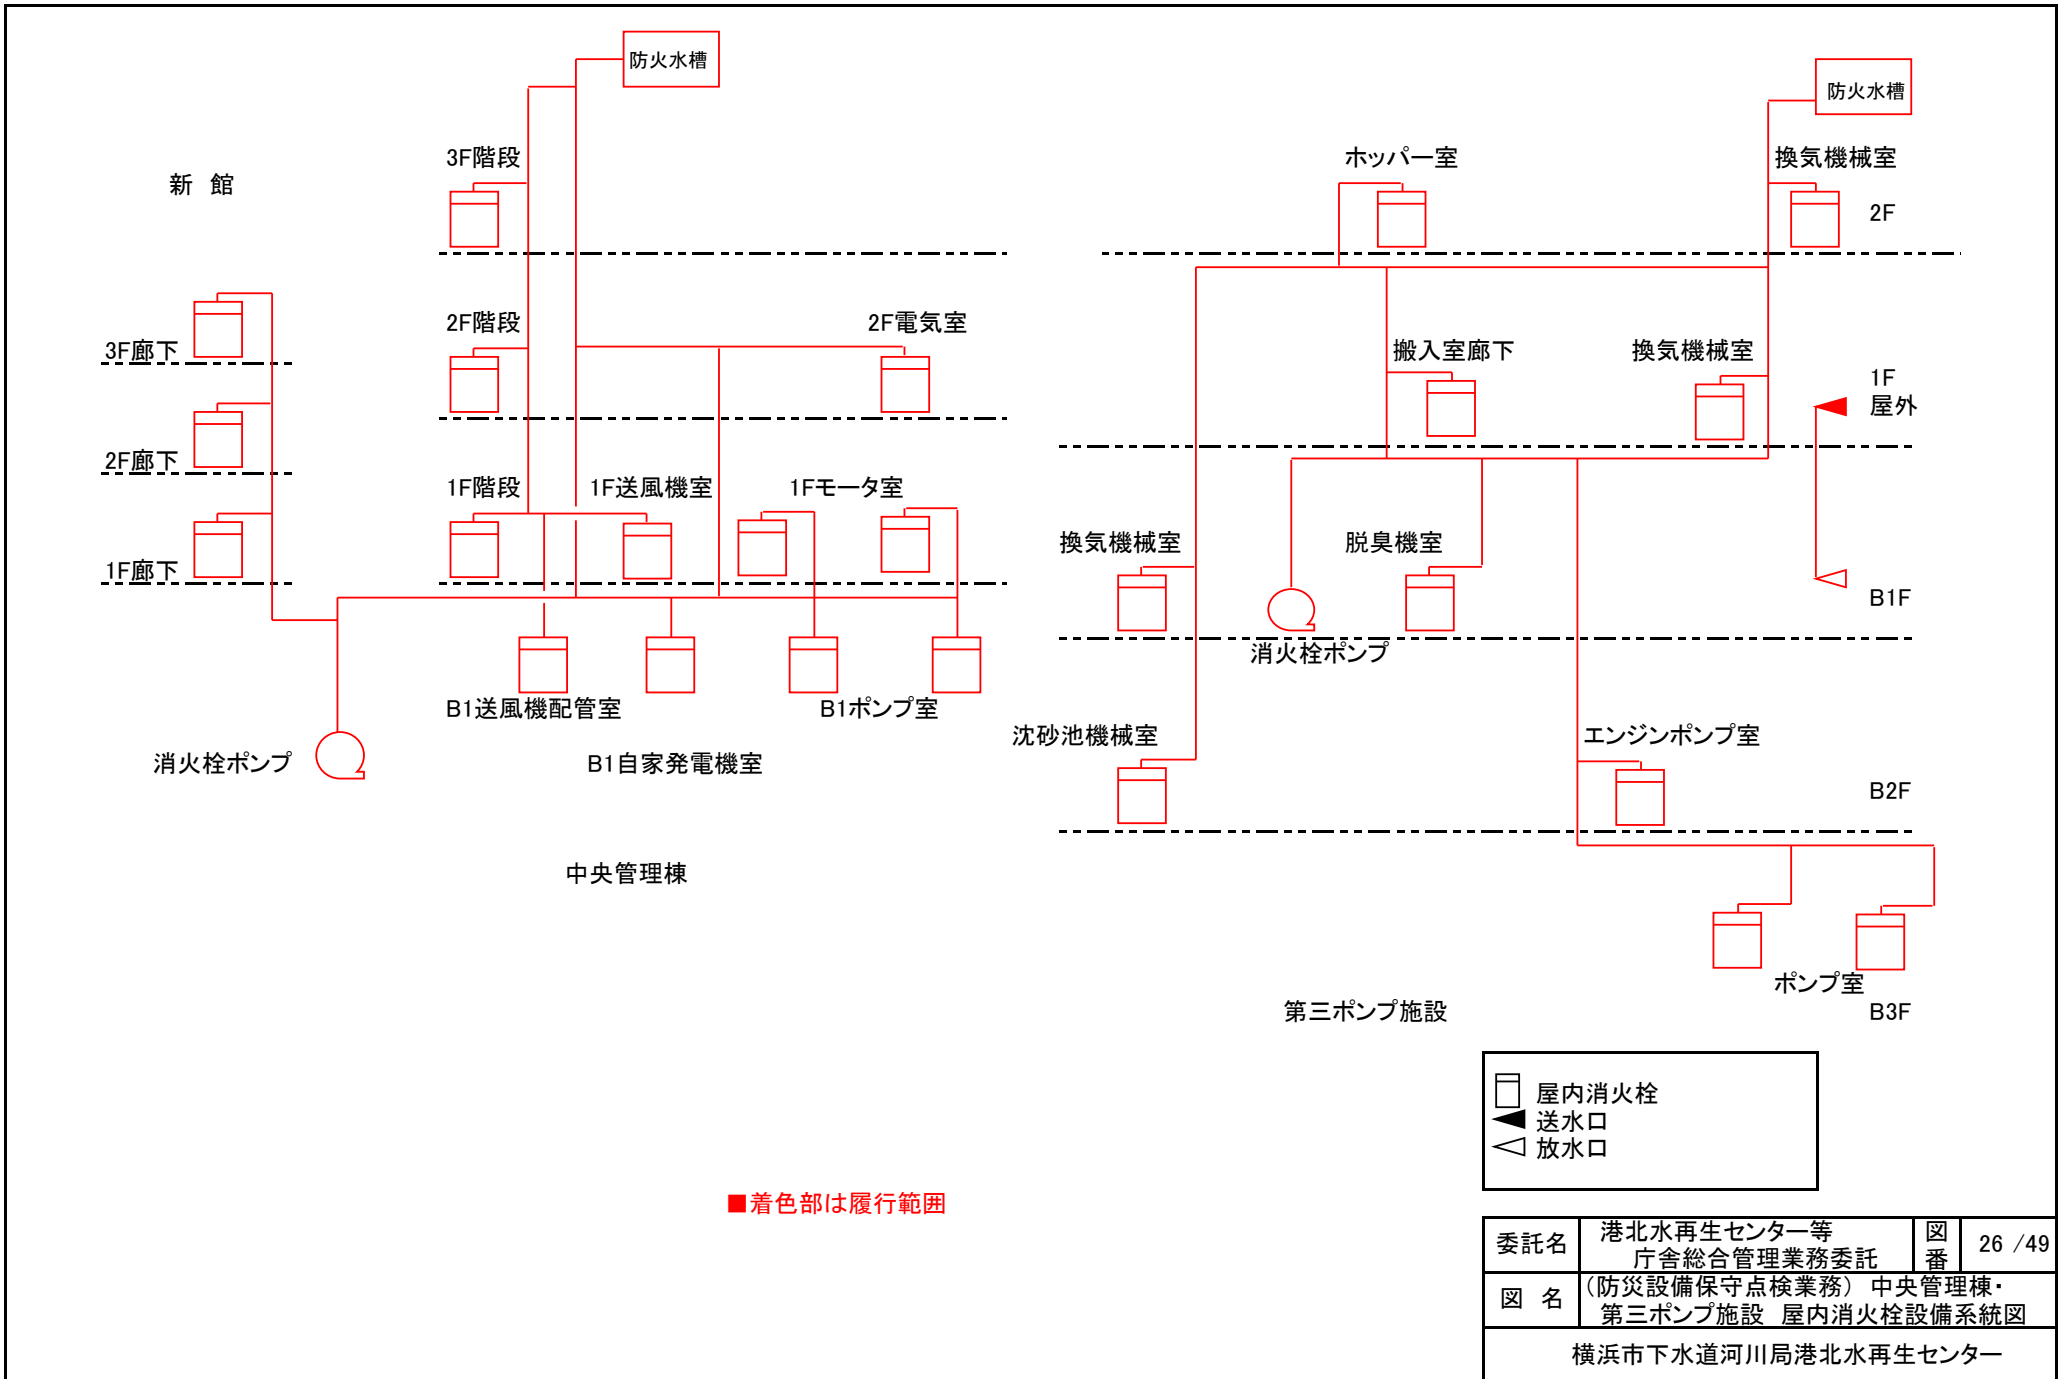 防火水槽
3F階段
新 館
2F階段
2F電気室
3F廊下
2F廊下
1F階段
1F送風機室
1Fモータ室
1F廊下
B1送風機配管室
B1ポンプ室
消火栓ポンプ
B1自家発電機室
中央管理棟
防火水槽
ホッパー室
換気機械室
2F
搬入室廊下
換気機械室
1F
屋外
換気機械室
脱臭機室
B1F
消火栓ポンプ
沈砂池機械室
エンジンポンプ室
B2F
ポンプ室
第三ポンプ施設
B3F
屋内消火栓
送水口
放水口
■着色部は履行範囲
委託名
港北水再生センター等
庁舎総合管理業務委託
図
番
26 /49
図 名
(防災設備保守点検業務) 中央管理棟・
第三ポンプ施設 屋内消火栓設備系統図
横浜市下水道河川局港北水再生センター